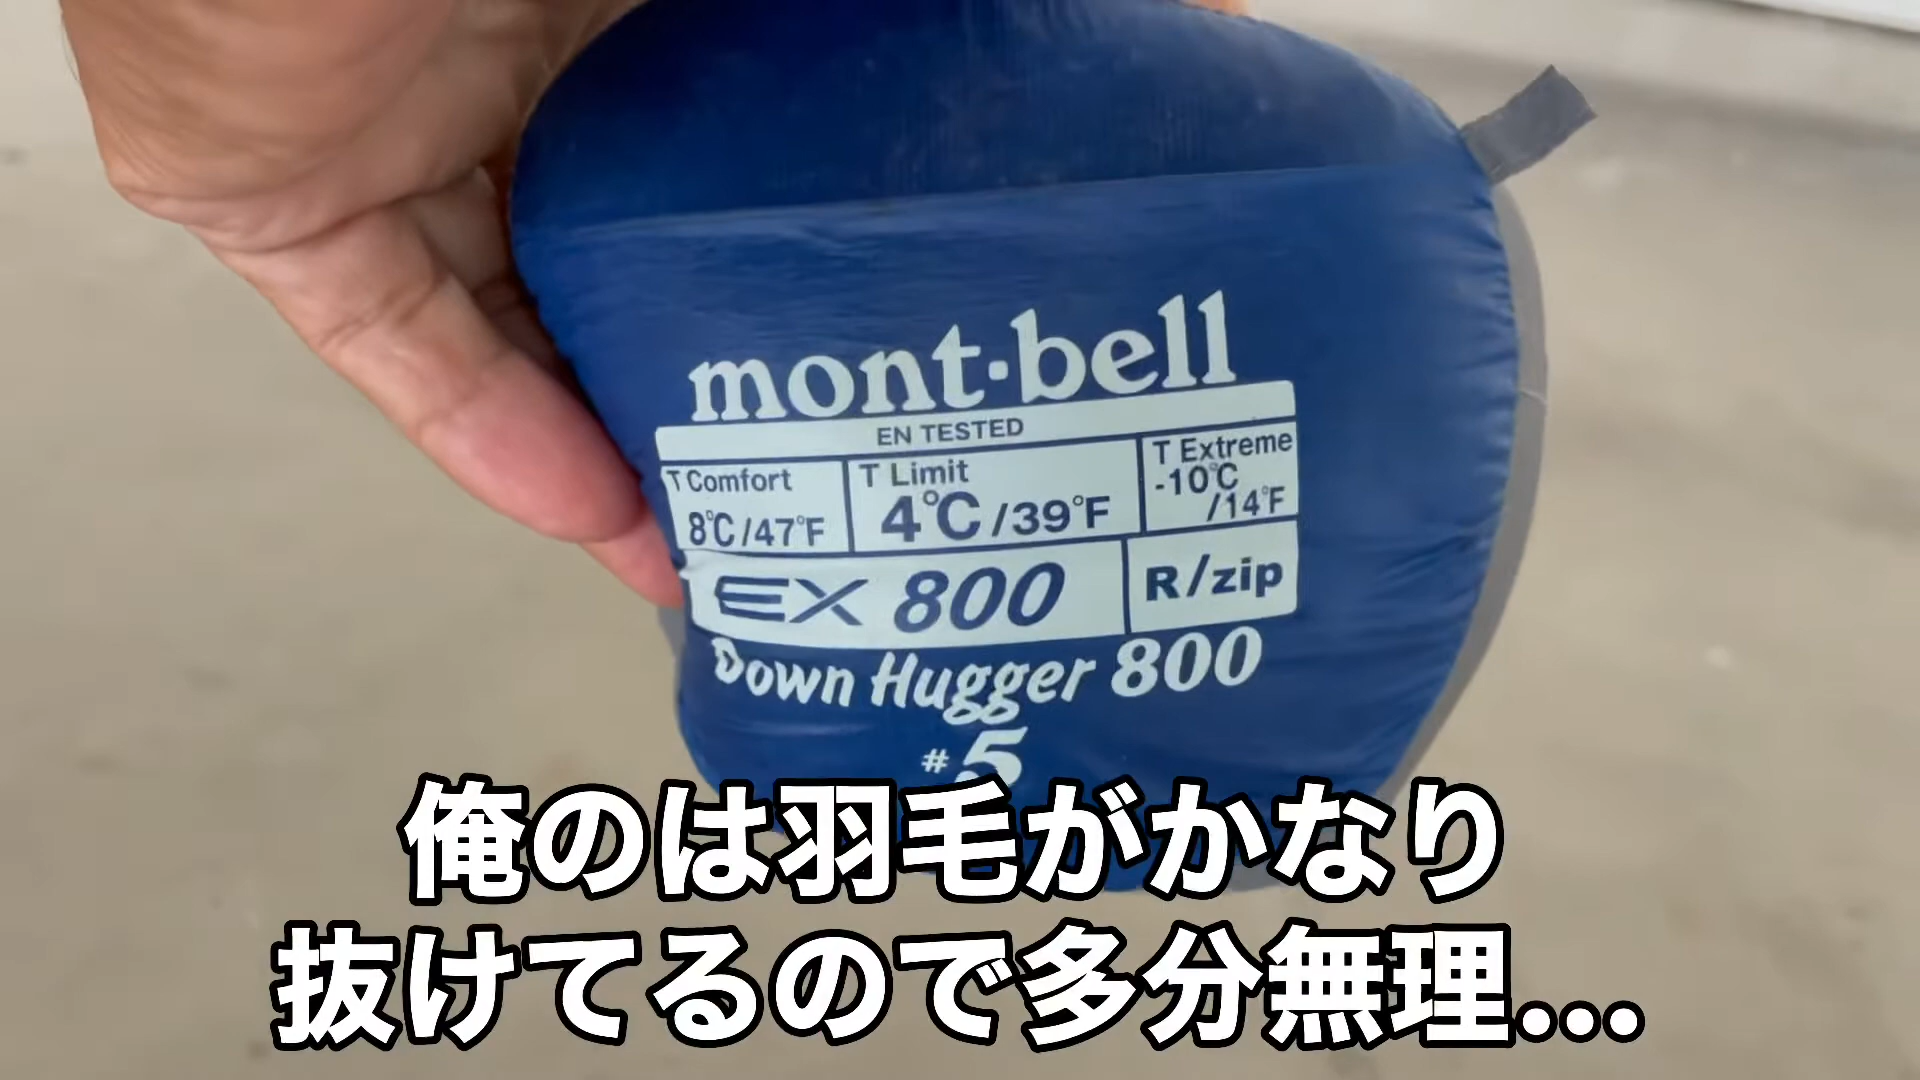 mont-bell
EN TESTED
T Comfort
8℃/47°F
T Limit
4℃/39°F
T Extreme
-10℃
/14°F
EX 800
R/zip
Down Hugger 800
#5
俺のは羽毛がかなり
抜けてるので多分無理...